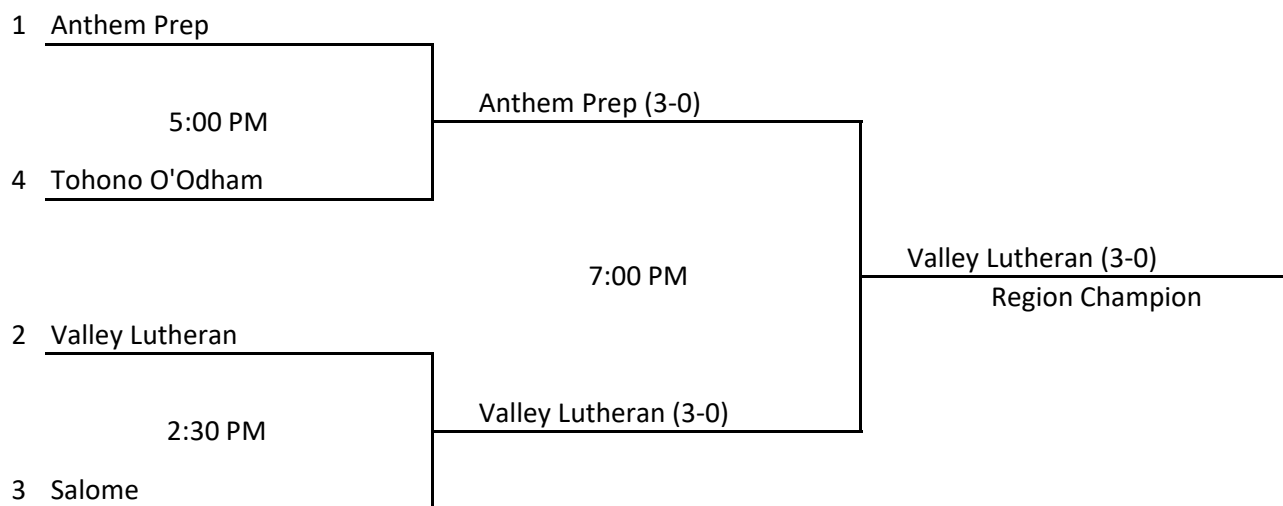 1 Anthem Prep
Anthem Prep (3-0)
5:00 PM
4 Tohono O'Odham
Valley Lutheran (3-0)
7:00 PM
Region Champion
2 Valley Lutheran
Valley Lutheran (3-0)
2:30 PM
3 Salome